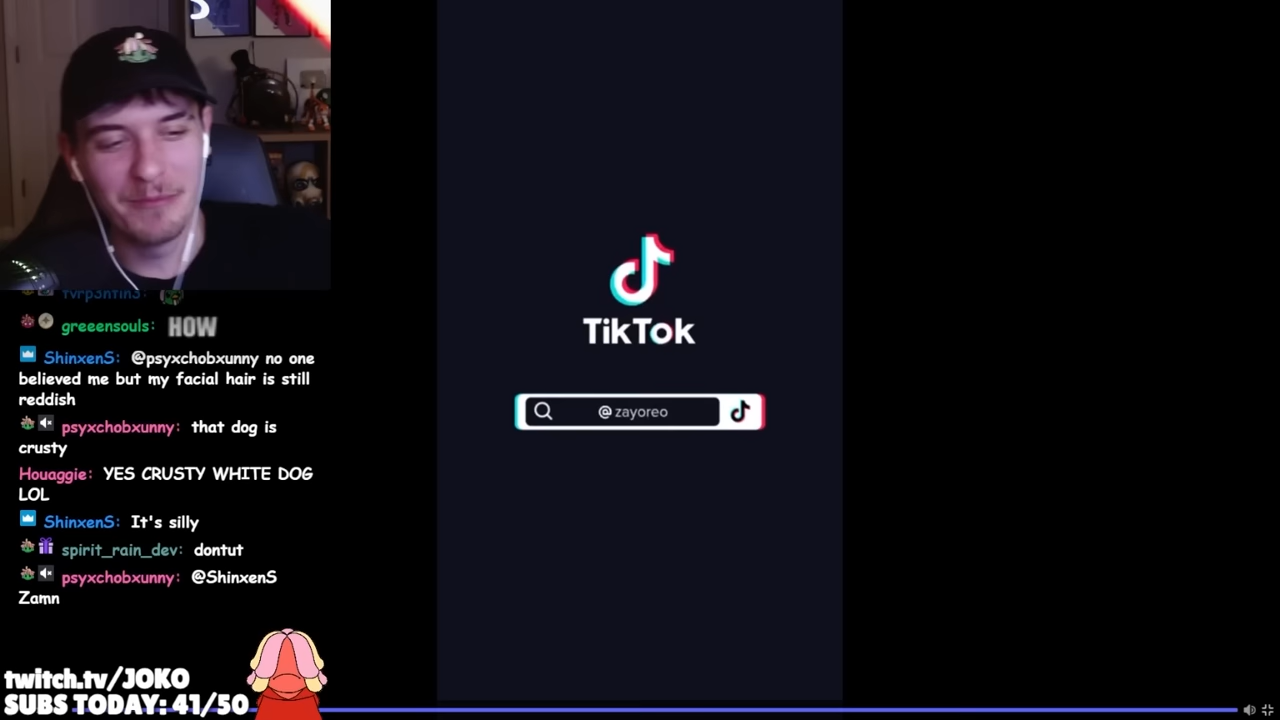 S
greeensouls: HOW
ShinxenS: @psyxchobxunny no one
believed me but my facial hair is still
reddish
psyxchobxunny: that dog is
crusty
Houaggie: YES CRUSTY WHITE DOG
LOL
ShinxenS: It's silly
spirit_rain_dev: dontut
psyxchobxunny: @ShinxenS
Zamn
twitch.tv/JOKO
SUBS TODAY: 41/50
TikTok
@zayoreo